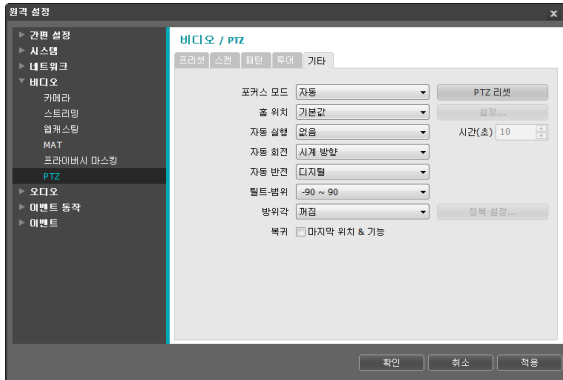 원격 설정
x
간편 설정
시스템
네트워크
비디오
카메라
스트리밍
웹캐스팅
MAT
프라이버시 마스킹
PTZ
오디오
이벤트 동작
이벤트
비디오 / PTZ
프리셋 스캔 패턴 투어 기타
포커스 모드 자동 PTZ 리셋
홈 위치 기본값 설정...
자동 실행 없음 시간(초) 10
자동 회전 시계 방향
자동 반전 디지털
틸트-범위 -90 ~ 90
방위각 꺼짐 정북 설정...
복귀 마지막 위치 & 기능
확인 취소 적용